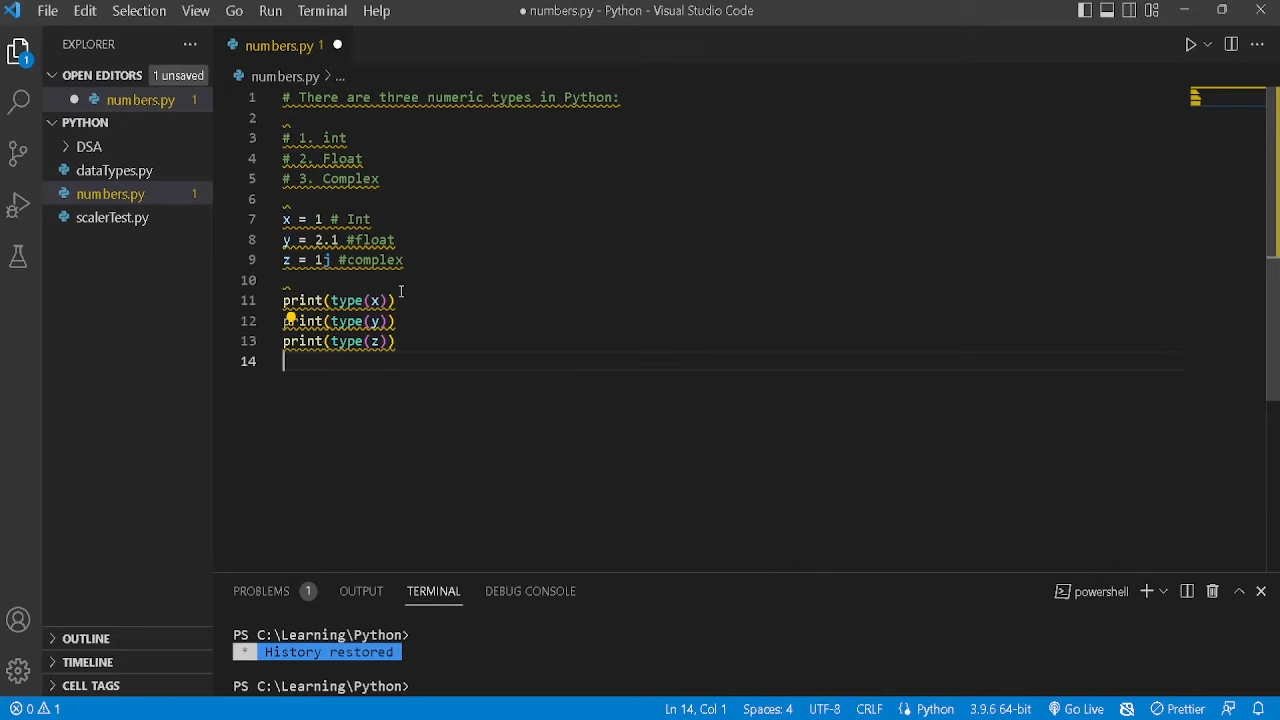 File Edit Selection View Go Run Terminal Help
● numbers.py - Python - Visual Studio Code
EXPLORER
OPEN EDITORS 1 unsaved
numbers.py 1
PYTHON
DSA
dataTypes.py
numbers.py 1
scalerTest.py
OUTLINE
TIMELINE
CELL TAGS
1
numbers.py 1
numbers.py > ...
1 # There are three numeric types in Python:
2
3 # 1. int
4 # 2. Float
5 # 3. Complex
6
7 x = 1 # Int
8 y = 2.1 #float
9 z = 1j #complex
10
11 print(type(x))
12 print(type(y))
13 print(type(z))
14
PROBLEMS 1 OUTPUT TERMINAL DEBUG CONSOLE
powershell
PS C:\Learning\Python>
* History restored
PS C:\Learning\Python>
0 1
Ln 14, Col 1 Spaces: 4 UTF-8 CRLF Python 3.9.6 64-bit Go Live Prettier